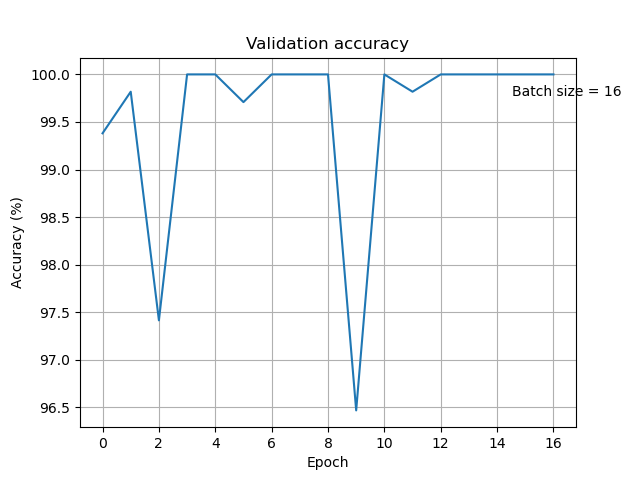 Validation accuracy
100.0
99.5
99.0
98.5
98.0
97.5
97.0
96.5
Accuracy (%)
Batch size = 16
0 2 4 6 8 10 12 14 16
Epoch